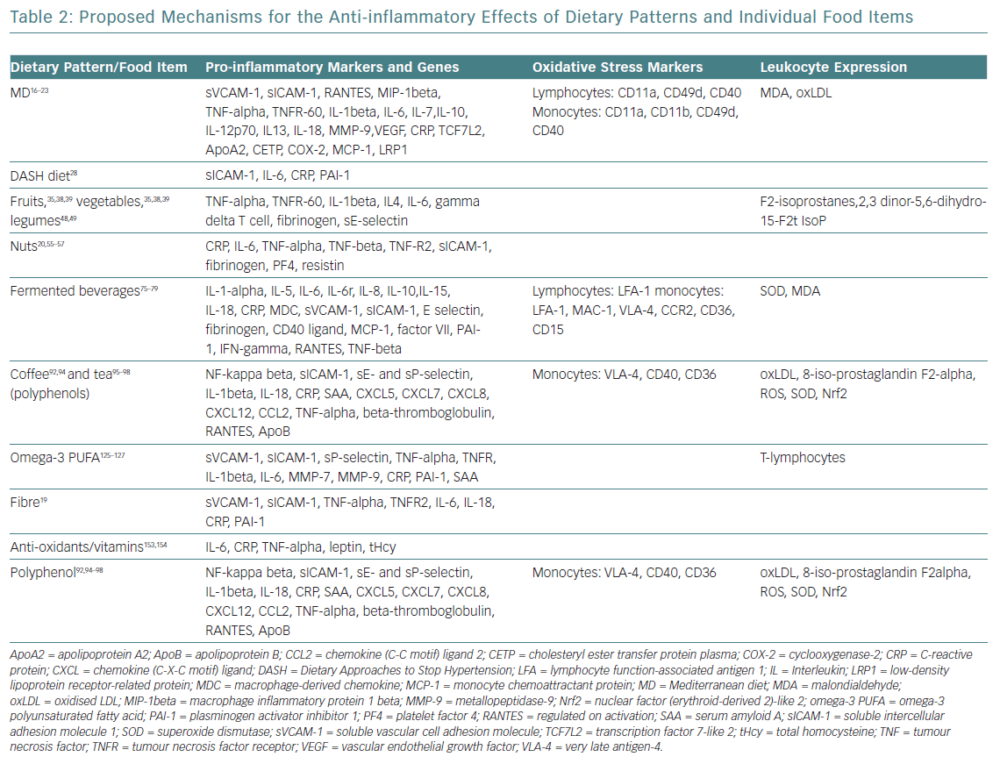 Table 2: Proposed Mechanisms for the Anti-inflammatory Effects of Dietary Patterns and Individual Food Items
Dietary Pattern/Food Item Pro-inflammatory Markers and Genes Oxidative Stress Markers Leukocyte Expression
MD16–23 sVCAM-1, sICAM-1, RANTES, MIP-1beta, Lymphocytes: CD11a, CD49d, CD40 MDA, oxLDL
TNF-alpha, TNFR-60, IL-1beta, IL-6, IL-7,IL-10, Monocytes: CD11a, CD11b, CD49d,
IL-12p70, IL13, IL-18, MMP-9,VEGF, CRP, TCF7L2, CD40
ApoA2, CETP, COX-2, MCP-1, LRP1
DASH diet28 sICAM-1, IL-6, CRP, PAI-1
Fruits,35,38,39 vegetables,35,38,39 TNF-alpha, TNFR-60, IL-1beta, IL4, IL-6, gamma F2-isoprostanes,2,3 dinor-5,6-dihydro-
legumes48,49 delta T cell, fibrinogen, sE-selectin 15-F2t IsoP
Nuts20,55–57 CRP, IL-6, TNF-alpha, TNF-beta, TNF-R2, sICAM-1,
fibrinogen, PF4, resistin
Fermented beverages75–79 IL-1-alpha, IL-5, IL-6, IL-6r, IL-8, IL-10,IL-15, Lymphocytes: LFA-1 monocytes: SOD, MDA
IL-18, CRP, MDC, sVCAM-1, sICAM-1, E selectin, LFA-1, MAC-1, VLA-4, CCR2, CD36,
fibrinogen, CD40 ligand, MCP-1, factor VII, PAI- CD15
1, IFN-gamma, RANTES, TNF-beta
Coffee92,94 and tea95–98 NF-kappa beta, sICAM-1, sE- and sP-selectin, Monocytes: VLA-4, CD40, CD36 oxLDL, 8-iso-prostaglandin F2-alpha,
(polyphenols) IL-1beta, IL-18, CRP, SAA, CXCL5, CXCL7, CXCL8, ROS, SOD, Nrf2
CXCL12, CCL2, TNF-alpha, beta-thromboglobulin,
RANTES, ApoB
Omega-3 PUFA125–127 sVCAM-1, sICAM-1, sP-selectin, TNF-alpha, TNFR, T-lymphocytes
IL-1beta, IL-6, MMP-7, MMP-9, CRP, PAI-1, SAA
Fibre19 sVCAM-1, sICAM-1, TNF-alpha, TNFR2, IL-6, IL-18,
CRP, PAI-1
Anti-oxidants/vitamins153,154 IL-6, CRP, TNF-alpha, leptin, tHcy
Polyphenol92,94–98 NF-kappa beta, sICAM-1, sE- and sP-selectin, Monocytes: VLA-4, CD40, CD36 oxLDL, 8-iso-prostaglandin F2alpha,
IL-1beta, IL-18, CRP, SAA, CXCL5, CXCL7, CXCL8, ROS, SOD, Nrf2
CXCL12, CCL2, TNF-alpha, beta-thromboglobulin,
RANTES, ApoB
ApoA2 = apolipoprotein A2; ApoB = apolipoprotein B; CCL2 = chemokine (C-C motif) ligand 2; CETP = cholesteryl ester transfer protein plasma; COX-2 = cyclooxygenase-2; CRP = C-reactive
protein; CXCL = chemokine (C-X-C motif) ligand; DASH = Dietary Approaches to Stop Hypertension; LFA = lymphocyte function-associated antigen 1; IL = Interleukin; LRP1 = low-density
lipoprotein receptor-related protein; MDC = macrophage-derived chemokine; MCP-1 = monocyte chemoattractant protein; MD = Mediterranean diet; MDA = malondialdehyde;
oxLDL = oxidised LDL; MIP-1beta = macrophage inflammatory protein 1 beta; MMP-9 = metallopeptidase-9; Nrf2 = nuclear factor (erythroid-derived 2)-like 2; omega-3 PUFA = omega-3
polyunsaturated fatty acid; PAI-1 = plasminogen activator inhibitor 1; PF4 = platelet factor 4; RANTES = regulated on activation; SAA = serum amyloid A; sICAM-1 = soluble intercellular
adhesion molecule 1; SOD = superoxide dismutase; sVCAM-1 = soluble vascular cell adhesion molecule; TCF7L2 = transcription factor 7-like 2; tHcy = total homocysteine; TNF = tumour
necrosis factor; TNFR = tumour necrosis factor receptor; VEGF = vascular endothelial growth factor; VLA-4 = very late antigen-4.